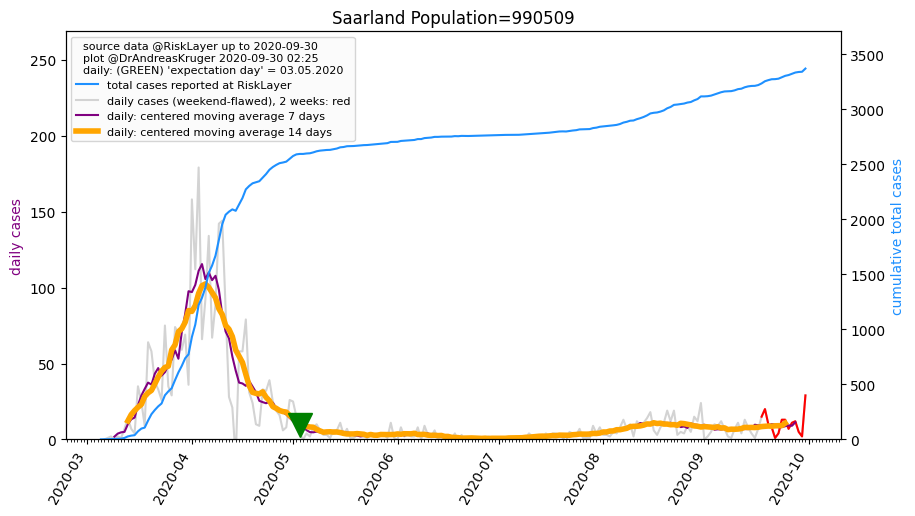 Saarland Population=990509
source data @RiskLayer up to 2020-09-30
plot @DrAndreasKruger 2020-09-30 02:25
daily: (GREEN) 'expectation day' = 03.05.2020
total cases reported at RiskLayer
daily cases (weekend-flawed), 2 weeks: red
daily: centered moving average 7 days
daily: centered moving average 14 days
daily cases
250
200
150
100
50
0
cumulative total cases
3500
3000
2500
2000
1500
1000
500
0
2020-03
2020-04
2020-05
2020-06
2020-07
2020-08
2020-09
2020-10